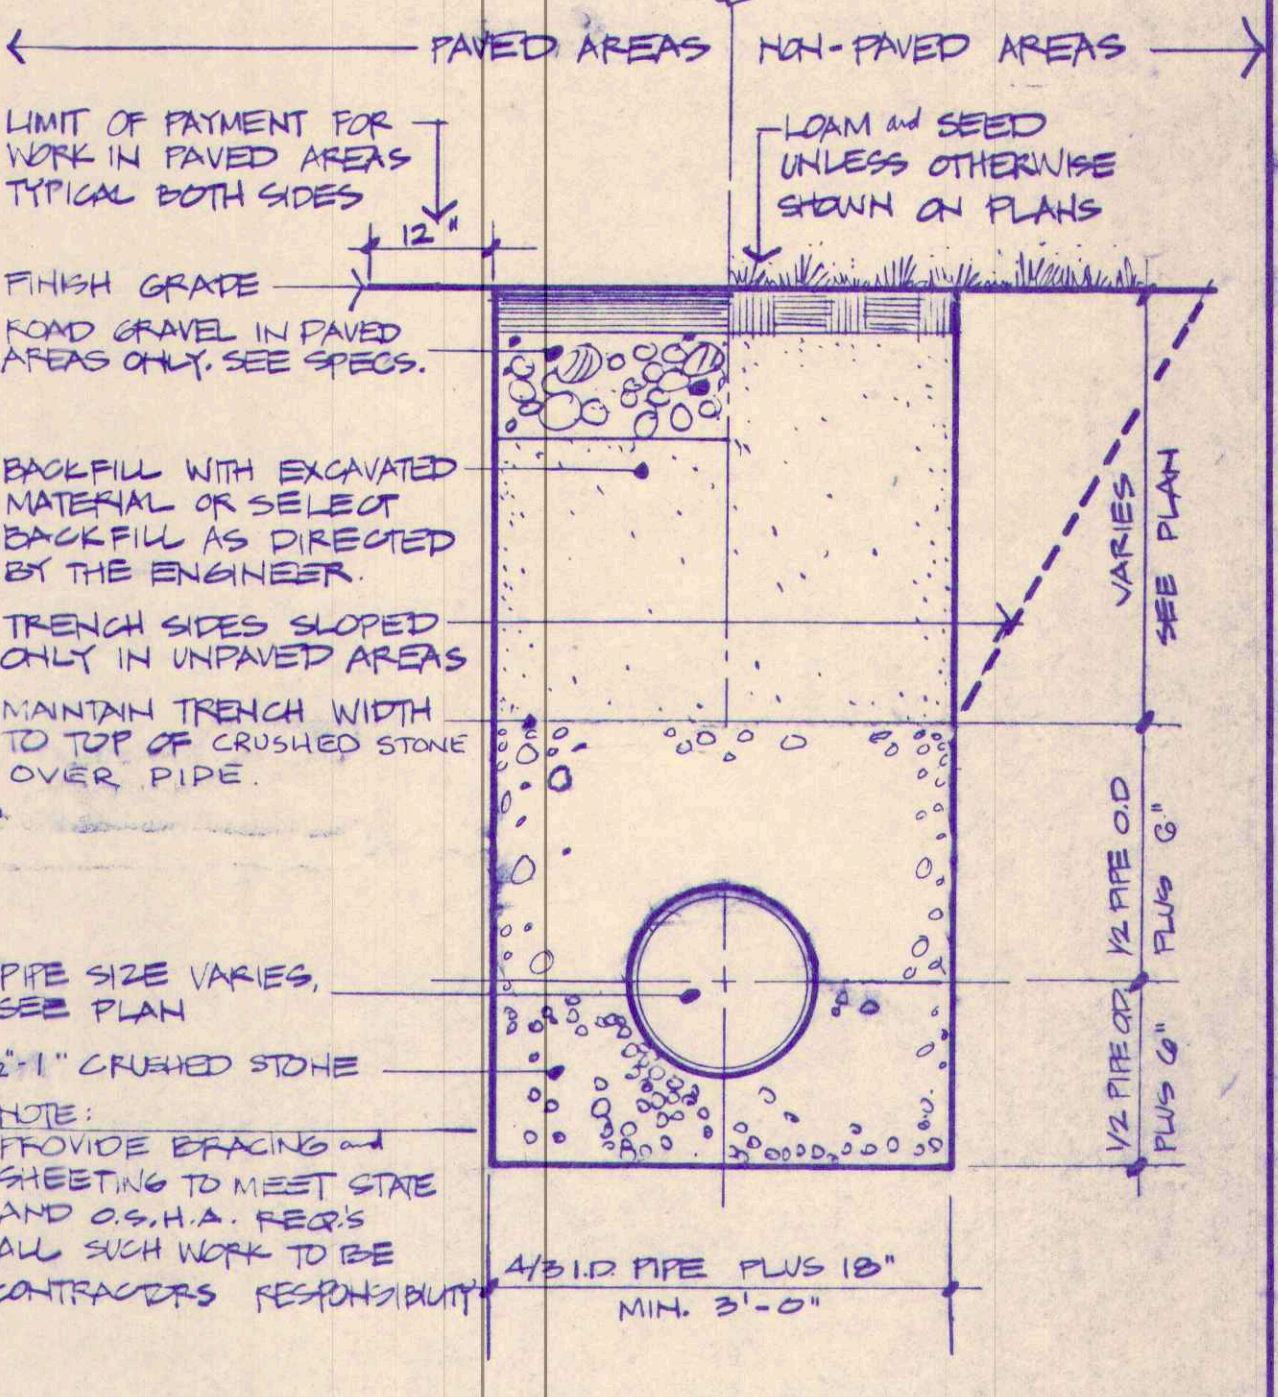 PAVED AREAS
NON-PAVED AREAS
LIMIT OF PAYMENT FOR
WORK IN PAVED AREAS
TYPICAL BOTH SIDES
12"
LOAM and SEED
UNLESS OTHERWISE
SHOWN ON PLANS
FINISH GRADE
ROAD GRAVEL IN PAVED
AREAS ONLY. SEE SPECS.
BACKFILL WITH EXCAVATED
MATERIAL OR SELECT
BACKFILL AS DIRECTED
BY THE ENGINEER.
TRENCH SIDES SLOPED
ONLY IN UNPAVED AREAS
MAINTAIN TRENCH WIDTH
TO TOP OF CRUSHED STONE
OVER PIPE.
PIPE SIZE VARIES,
SEE PLAN
2"-1" CRUSHED STONE
NOTE:
PROVIDE BRACING and
SHEETING TO MEET STATE
AND O.S.H.A. REQ.'S
ALL SUCH WORK TO BE
CONTRACTORS RESPONSIBILITY
VARIES
SEE PLAN
1/2 PIPE O.D
PLUS 6"
1/2 PIPE O.D.
PLUS 6"
4/3 I.D. PIPE PLUS 18"
MIN. 3'-0"